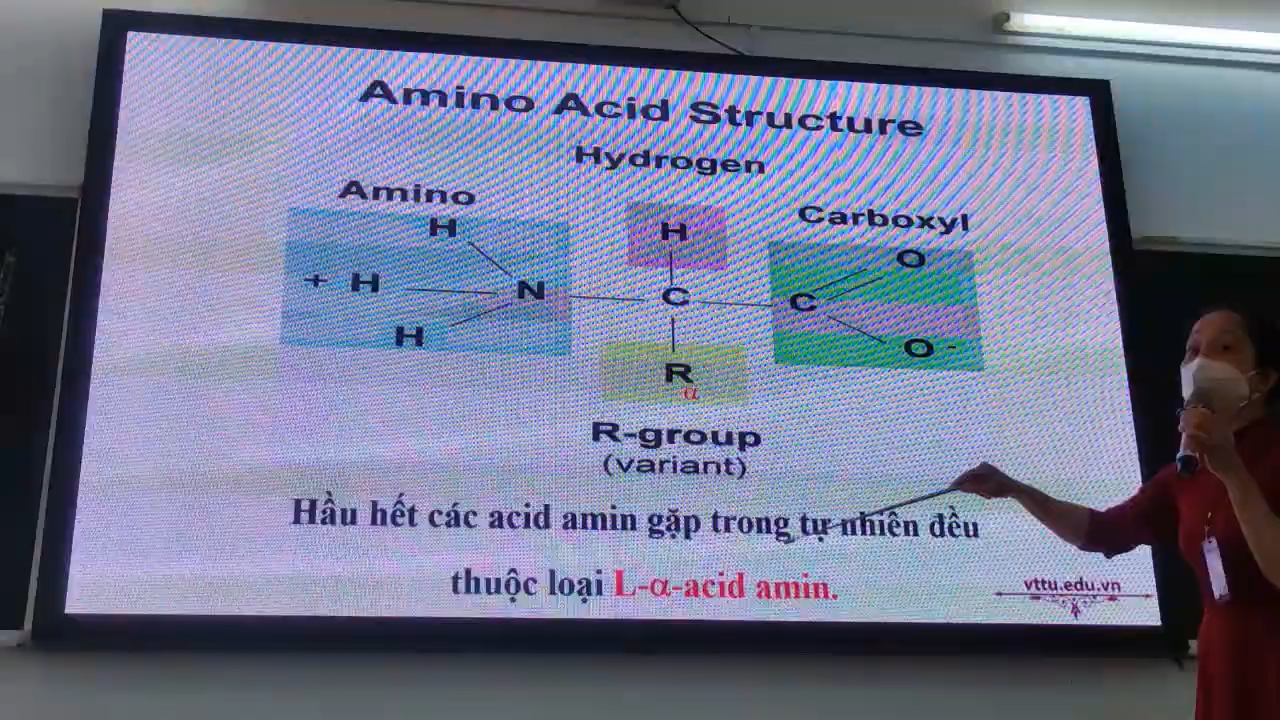 Amino Acid Structure
Hydrogen
Amino
Carboxyl
H
H
O
+ H
N
C
C
H
O -
R
α
R-group
(variant)
Hầu hết các acid amin gặp trong tự nhiên đều
thuộc loại L-α-acid amin.
vttu.edu.vn